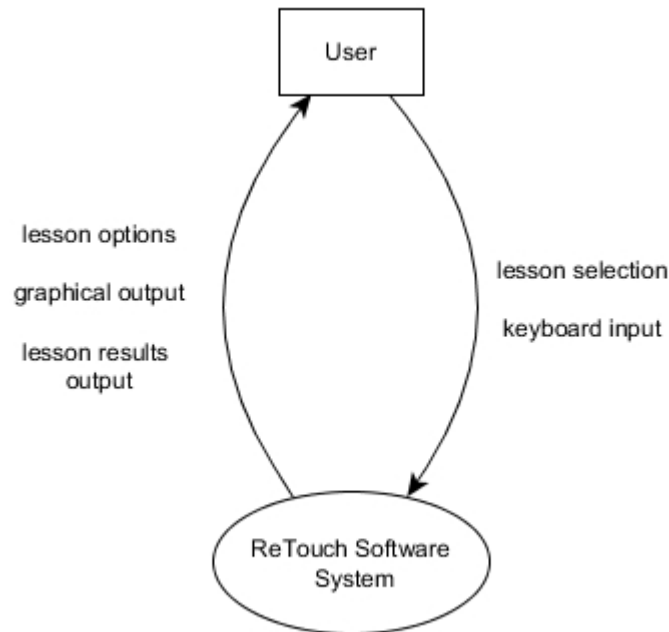 User
lesson options
graphical output
lesson results
output
lesson selection
keyboard input
ReTouch Software
System